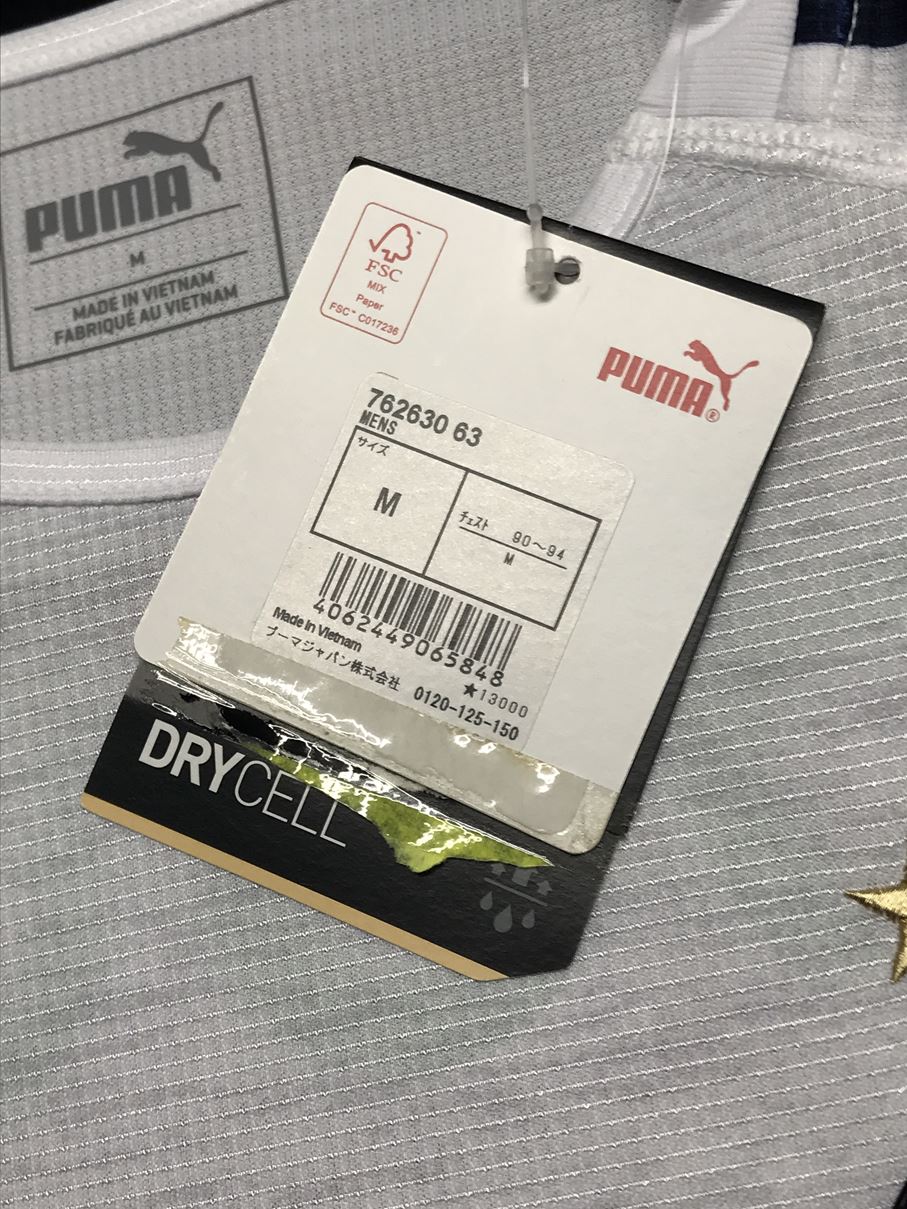 PUMA
M
MADE IN VIETNAM
FABRIQUÉ AU VIETNAM
FSC
MIX
Paper
FSC™ C017236
PUMA®
762630 63
MENS
サイズ
M
チェスト 90～94
M
4062449065848
Made in Vietnam ★13000
プーマジャパン株式会社 0120-125-150
DRYCELL